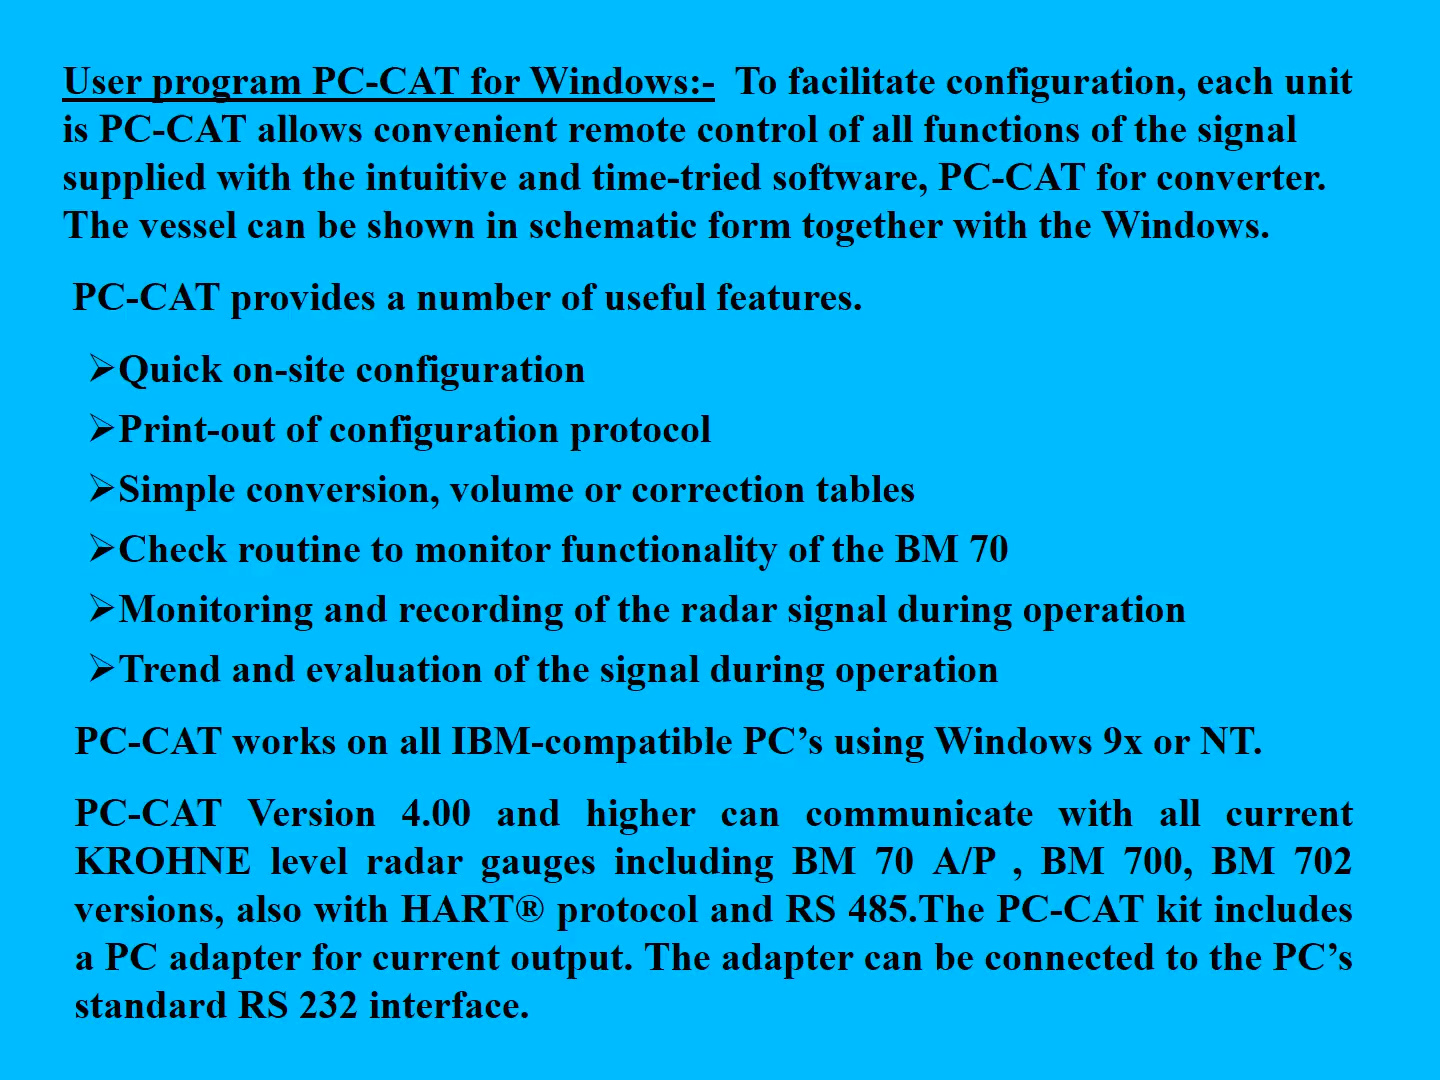 User program PC-CAT for Windows:- To facilitate configuration, each unit
is PC-CAT allows convenient remote control of all functions of the signal
supplied with the intuitive and time-tried software, PC-CAT for converter.
The vessel can be shown in schematic form together with the Windows.
PC-CAT provides a number of useful features.
➢Quick on-site configuration
➢Print-out of configuration protocol
➢Simple conversion, volume or correction tables
➢Check routine to monitor functionality of the BM 70
➢Monitoring and recording of the radar signal during operation
➢Trend and evaluation of the signal during operation
PC-CAT works on all IBM-compatible PC’s using Windows 9x or NT.
PC-CAT Version 4.00 and higher can communicate with all current
KROHNE level radar gauges including BM 70 A/P , BM 700, BM 702
versions, also with HART® protocol and RS 485.The PC-CAT kit includes
a PC adapter for current output. The adapter can be connected to the PC’s
standard RS 232 interface.